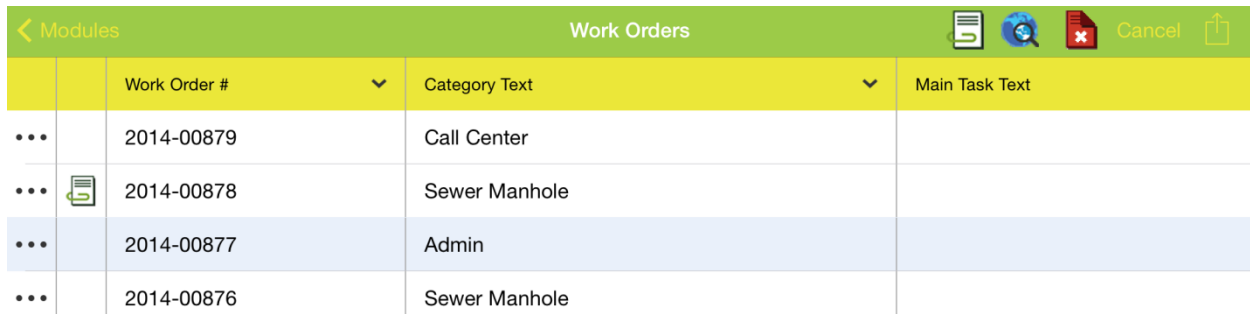 Modules Work Orders Cancel
Work Order # Category Text Main Task Text
2014-00879 Call Center
2014-00878 Sewer Manhole
2014-00877 Admin
2014-00876 Sewer Manhole